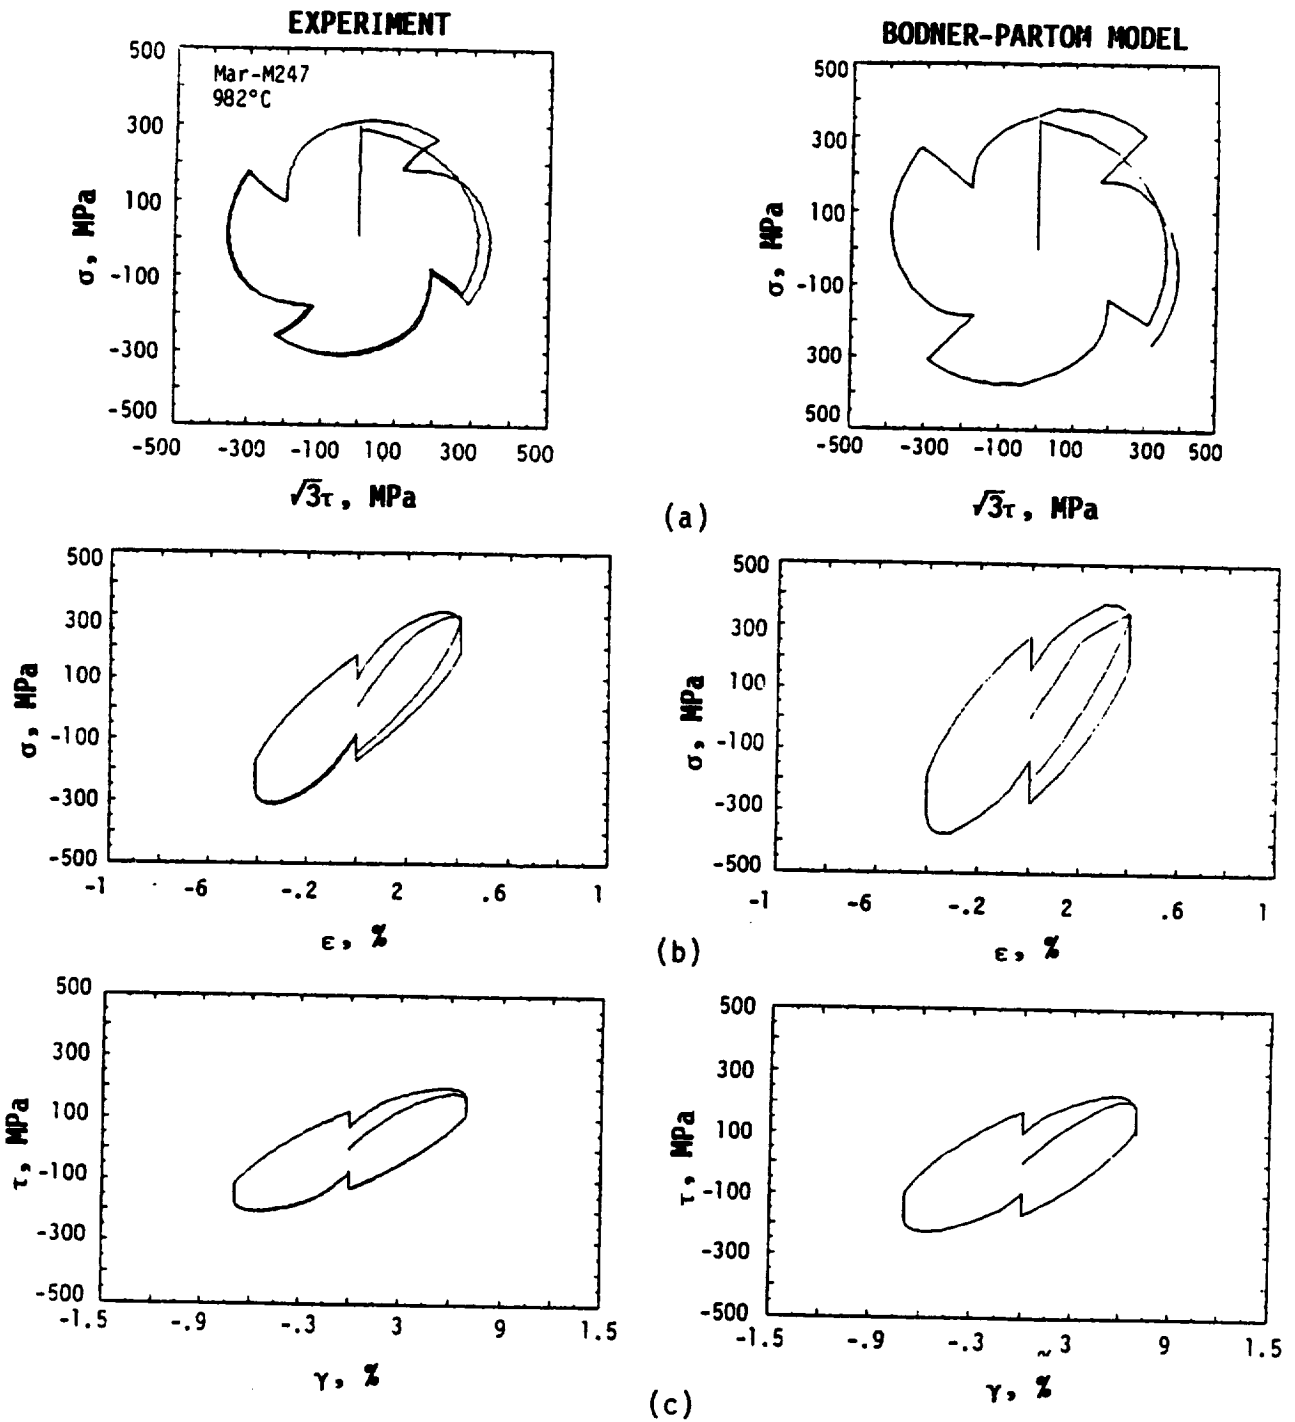 EXPERIMENT
BODNER-PARTOM MODEL
Mar-M247
982°C
500
300
100
-100
-300
-500
σ, MPa
-500 -300 -100 100 300 500
√3τ, MPa
500
300
100
-100
300
500
σ, MPa
-500 -300 -100 100 300 500
√3τ, MPa
(a)
500
300
100
-100
-300
-500
σ, MPa
-1 -6 -.2 2 .6 1
ε, %
500
300
100
-100
-300
-500
σ, MPa
-1 -6 -.2 2 .6 1
ε, %
(b)
500
300
100
-100
-300
-500
τ, MPa
-1.5 -.9 -.3 3 9 1.5
γ, %
500
300
100
-100
-300
-500
τ, MPa
-1.5 -.9 -.3 3 9 1.5
γ, %
(c)